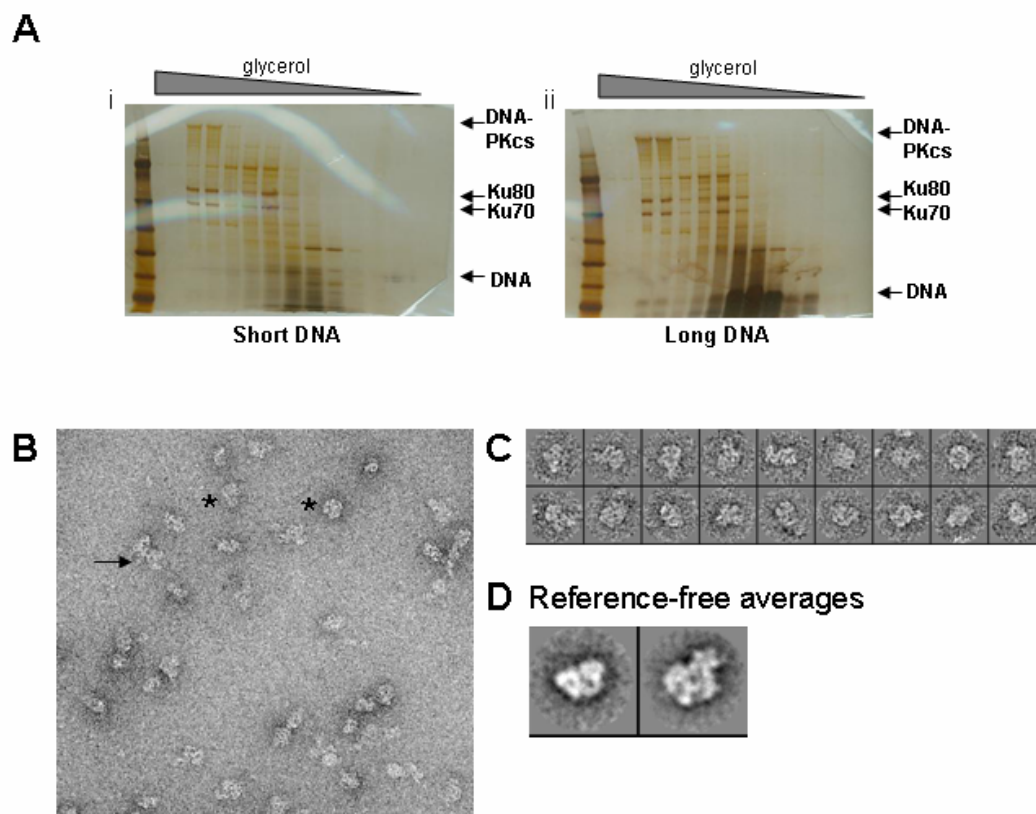 A
glycerol
i
DNA-
PKcs
Ku80
Ku70
DNA
Short DNA
glycerol
ii
DNA-
PKcs
Ku80
Ku70
DNA
Long DNA
B
*
*
C
D Reference-free averages